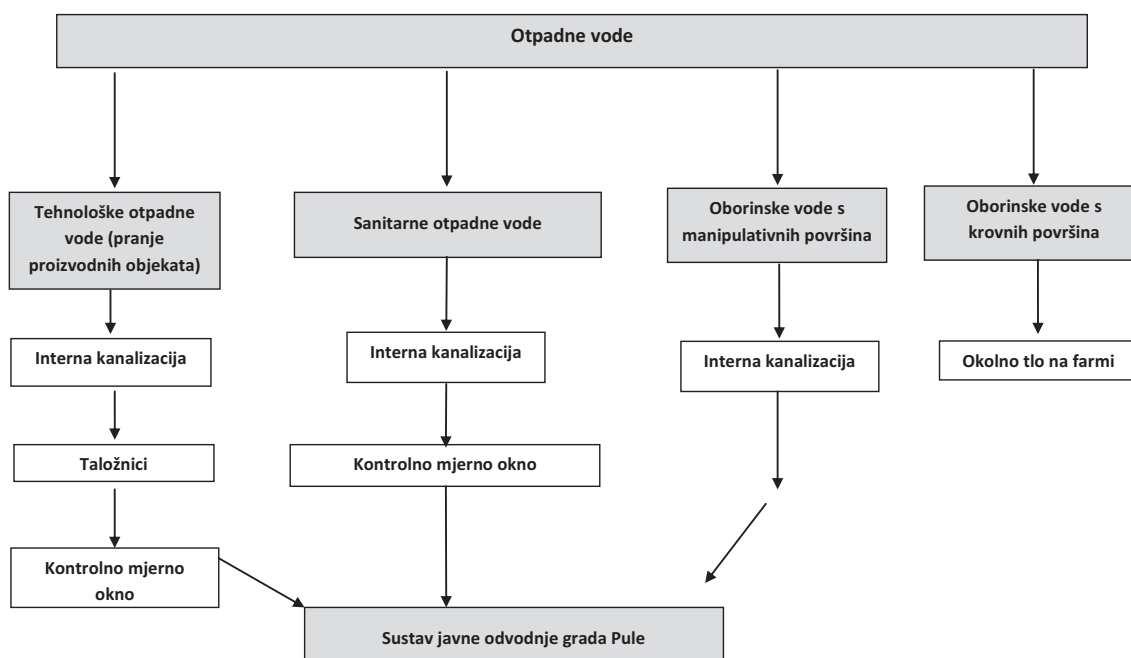 Otpadne vode
Tehnološke otpadne
vode (pranje
proizvodnih objekata)
Sanitarne otpadne vode
Oborinske vode s
manipulativnih površina
Oborinske vode s
krovnih površina
Interna kanalizacija
Interna kanalizacija
Interna kanalizacija
Okolno tlo na farmi
Taložnici
Kontrolno mjerno okno
Kontrolno mjerno
okno
Sustav javne odvodnje grada Pule